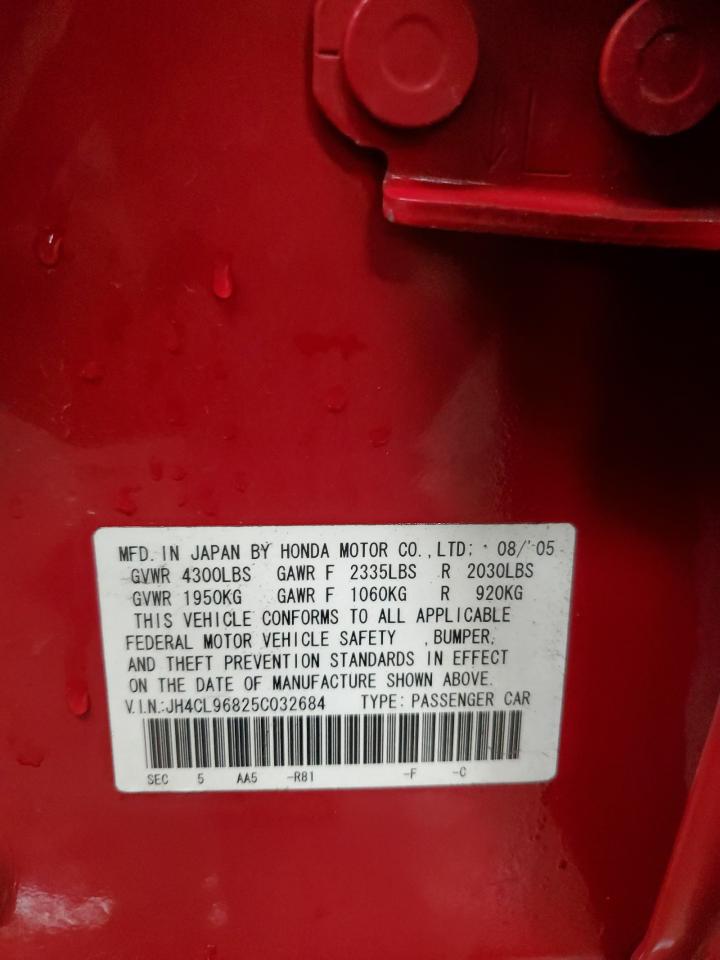 MFD. IN JAPAN BY HONDA MOTOR CO.,LTD; 08/'05
GVWR 4300LBS GAWR F 2335LBS R 2030LBS
GVWR 1950KG GAWR F 1060KG R 920KG
THIS VEHICLE CONFORMS TO ALL APPLICABLE
FEDERAL MOTOR VEHICLE SAFETY ,BUMPER,
AND THEFT PREVENTION STANDARDS IN EFFECT
ON THE DATE OF MANUFACTURE SHOWN ABOVE.
V.I.N.:JH4CL96825C032684 TYPE: PASSENGER CAR
SEC 5 AA5 -R81 -F -C